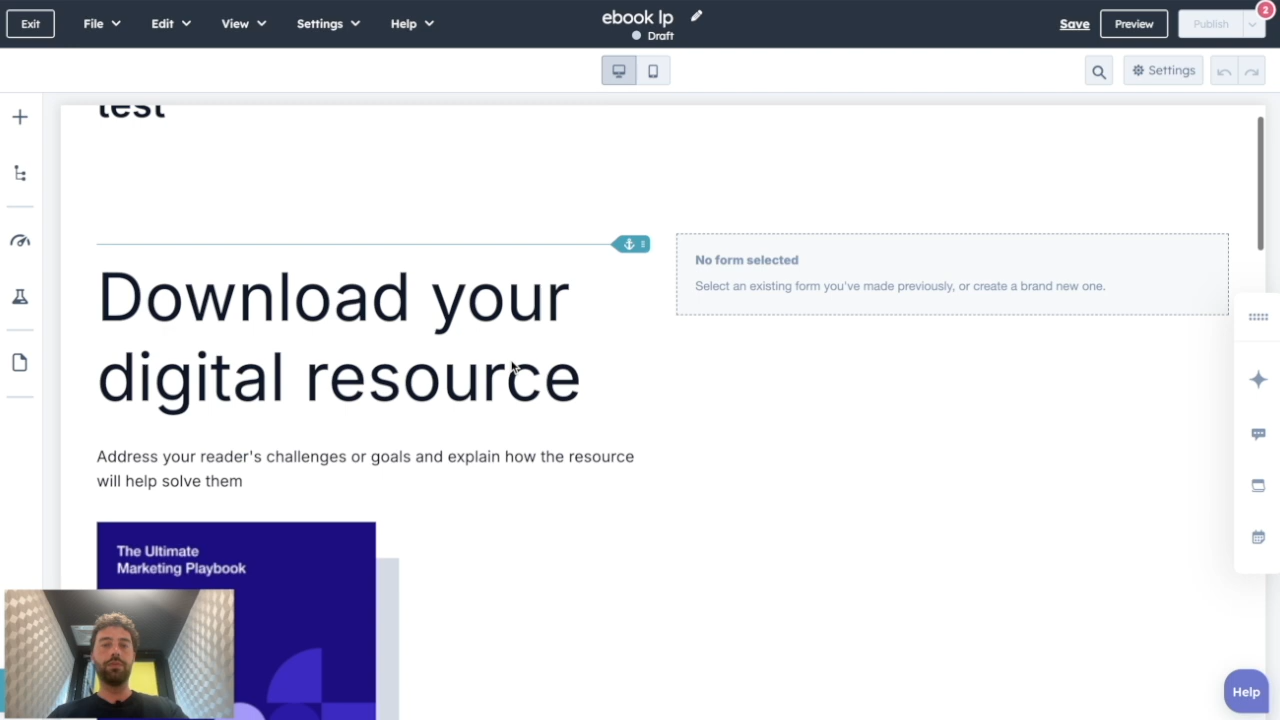 Exit
File
Edit
View
Settings
Help
ebook lp
Draft
Save
Preview
Publish
2
Settings
test
No form selected
Select an existing form you've made previously, or create a brand new one.
Download your
digital resource
Address your reader's challenges or goals and explain how the resource
will help solve them
The Ultimate
Marketing Playbook
Help